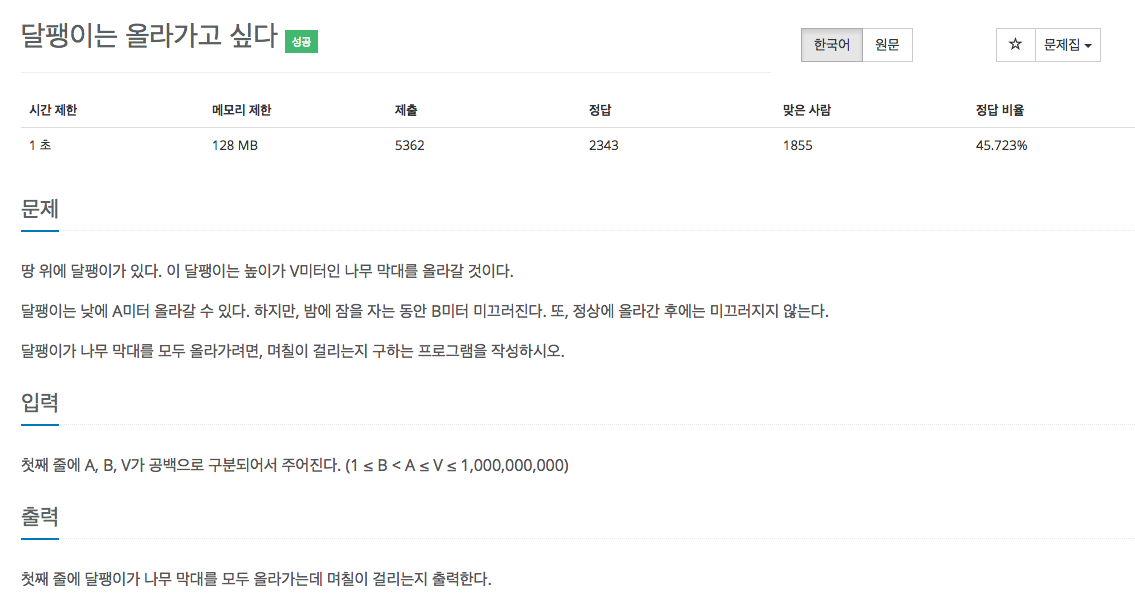 달팽이는 올라가고 싶다 성공
한국어 원문 ☆ 문제집
시간 제한 메모리 제한 제출 정답 맞은 사람 정답 비율
1 초 128 MB 5362 2343 1855 45.723%
문제
땅 위에 달팽이가 있다. 이 달팽이는 높이가 V미터인 나무 막대를 올라갈 것이다.
달팽이는 낮에 A미터 올라갈 수 있다. 하지만, 밤에 잠을 자는 동안 B미터 미끄러진다. 또, 정상에 올라간 후에는 미끄러지지 않는다.
달팽이가 나무 막대를 모두 올라가려면, 며칠이 걸리는지 구하는 프로그램을 작성하시오.
입력
첫째 줄에 A, B, V가 공백으로 구분되어서 주어진다. (1 ≤ B < A ≤ V ≤ 1,000,000,000)
출력
첫째 줄에 달팽이가 나무 막대를 모두 올라가는데 며칠이 걸리는지 출력한다.